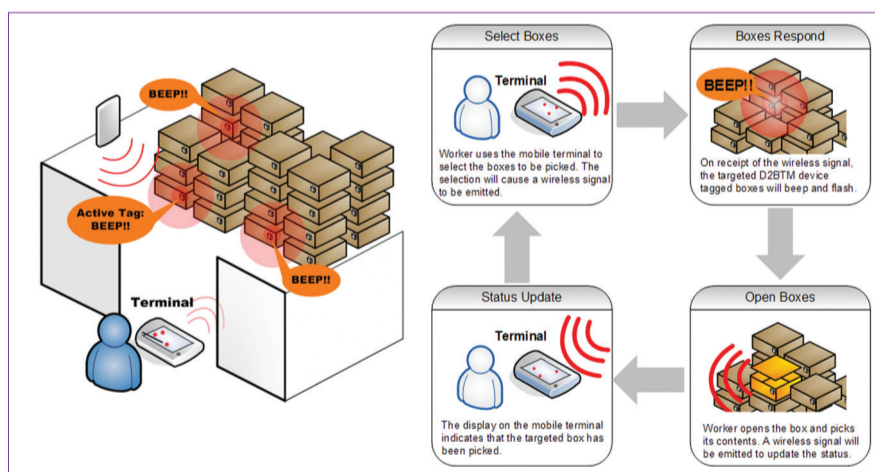 BEEP!!
Active Tag:
BEEP!!
BEEP!!
Terminal
Select Boxes
Terminal
Worker uses the mobile terminal to
select the boxes to be picked. The
selection will cause a wireless signal
to be emitted.
Boxes Respond
BEEP!!
On receipt of the wireless signal,
the targeted D2BTM device
tagged boxes will beep and flash.
Status Update
Terminal
The display on the mobile terminal
indicates that the targeted box has
been picked.
Open Boxes
Worker opens the box and picks
its contents. A wireless signal will
be emitted to update the status.